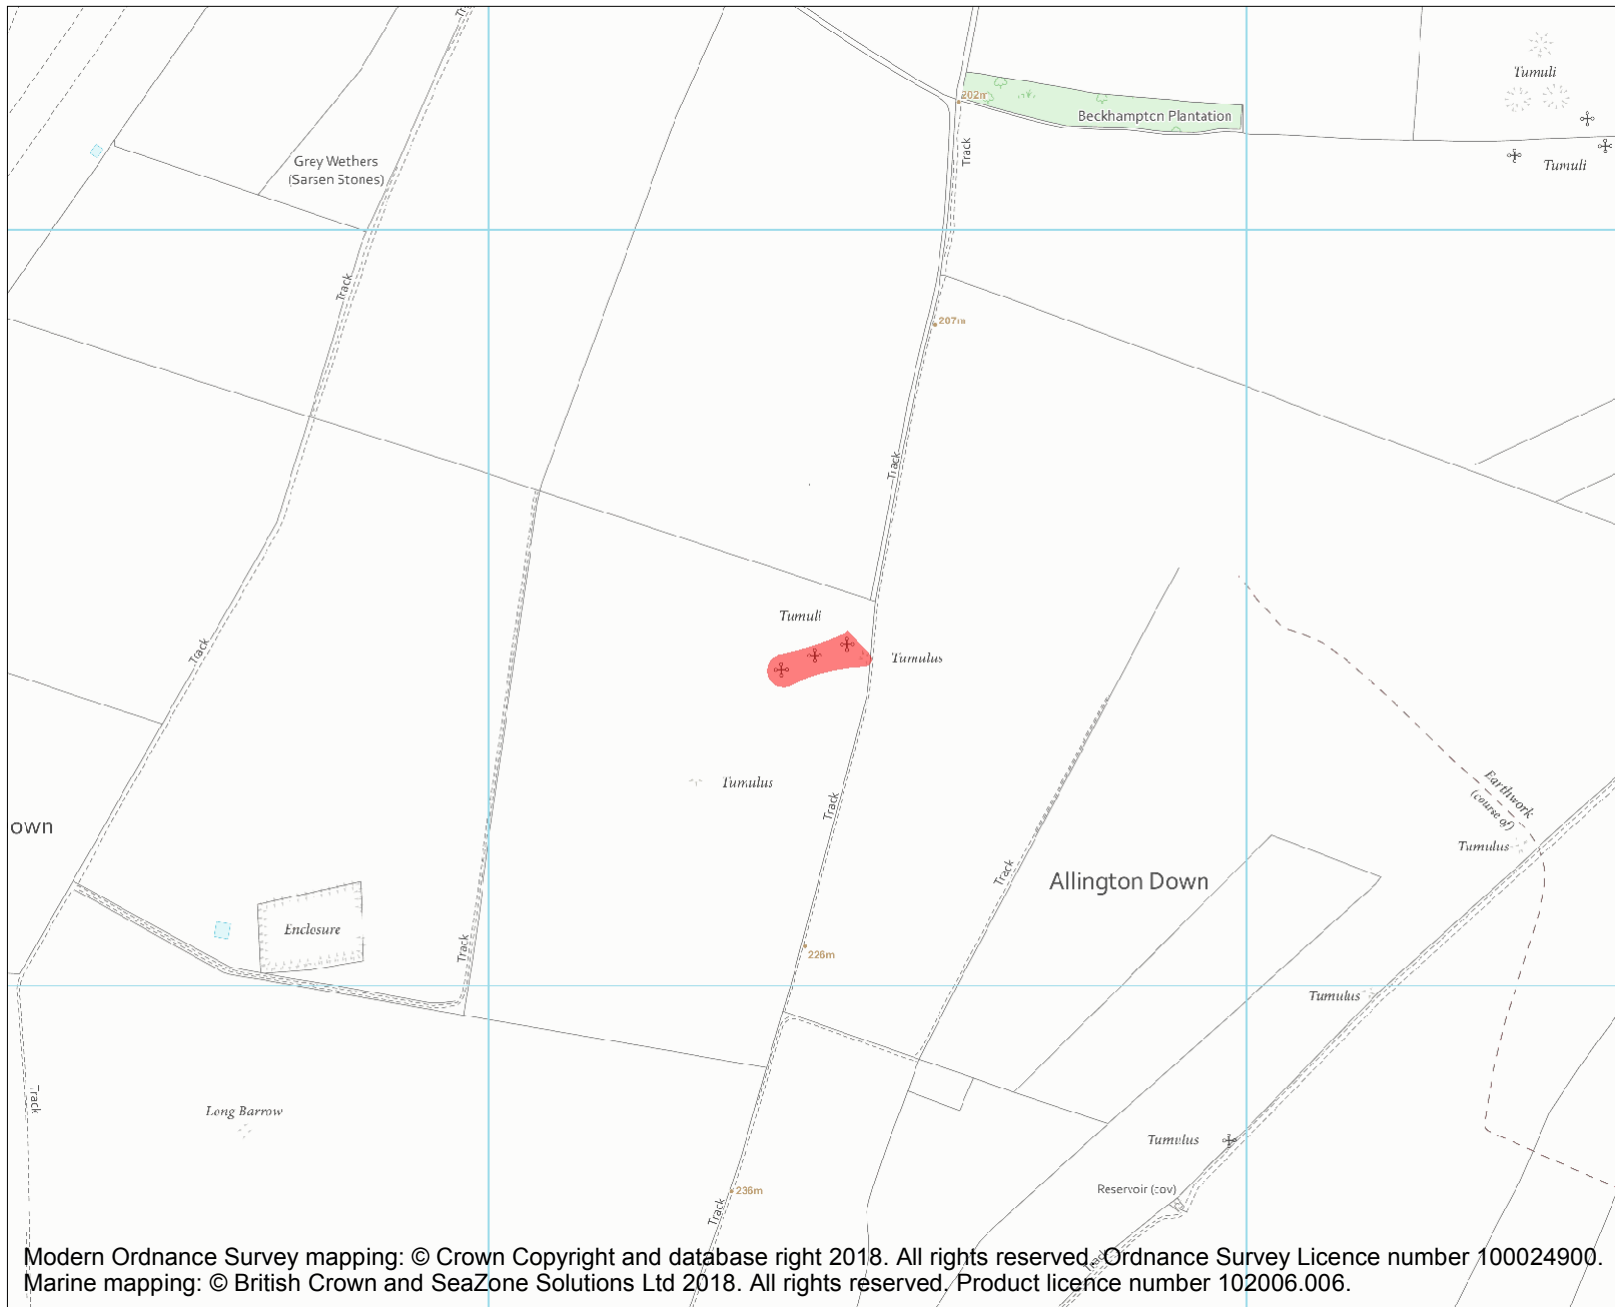 Tr
Tumuli
202m
Beckhampton Plantation
Track
Tumuli
Grey Wethers
(Sarsen Stones)
Track
207m
Track
Tumuli
Track
Tumulus
Tumulus
Track
Earthwork
(course of)
own
Tumulus
Track
Allington Down
Enclosure
Track
226m
Tumulus
Track
Long Barrow
Tumulus
Reservoir (cov)
236m
Track
Track
Modern Ordnance Survey mapping: © Crown Copyright and database right 2018. All rights reserved. Ordnance Survey Licence number 100024900.
Marine mapping: © British Crown and SeaZone Solutions Ltd 2018. All rights reserved. Product licence number 102006.006.